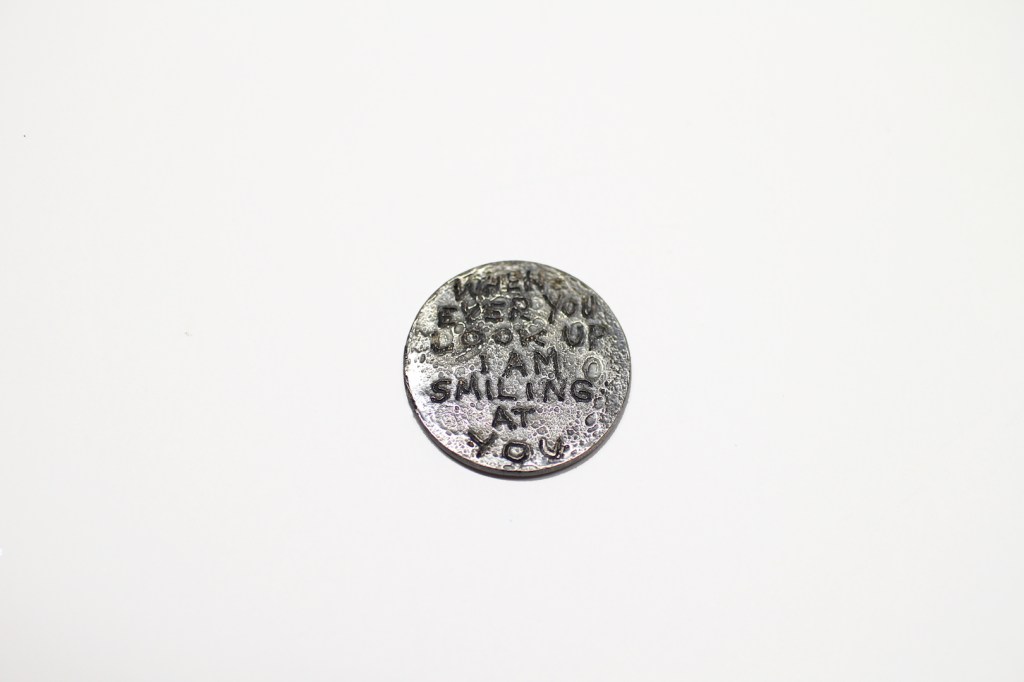 WHEN
EVER YOU
LOOK UP
I AM
SMILING
AT
YOU